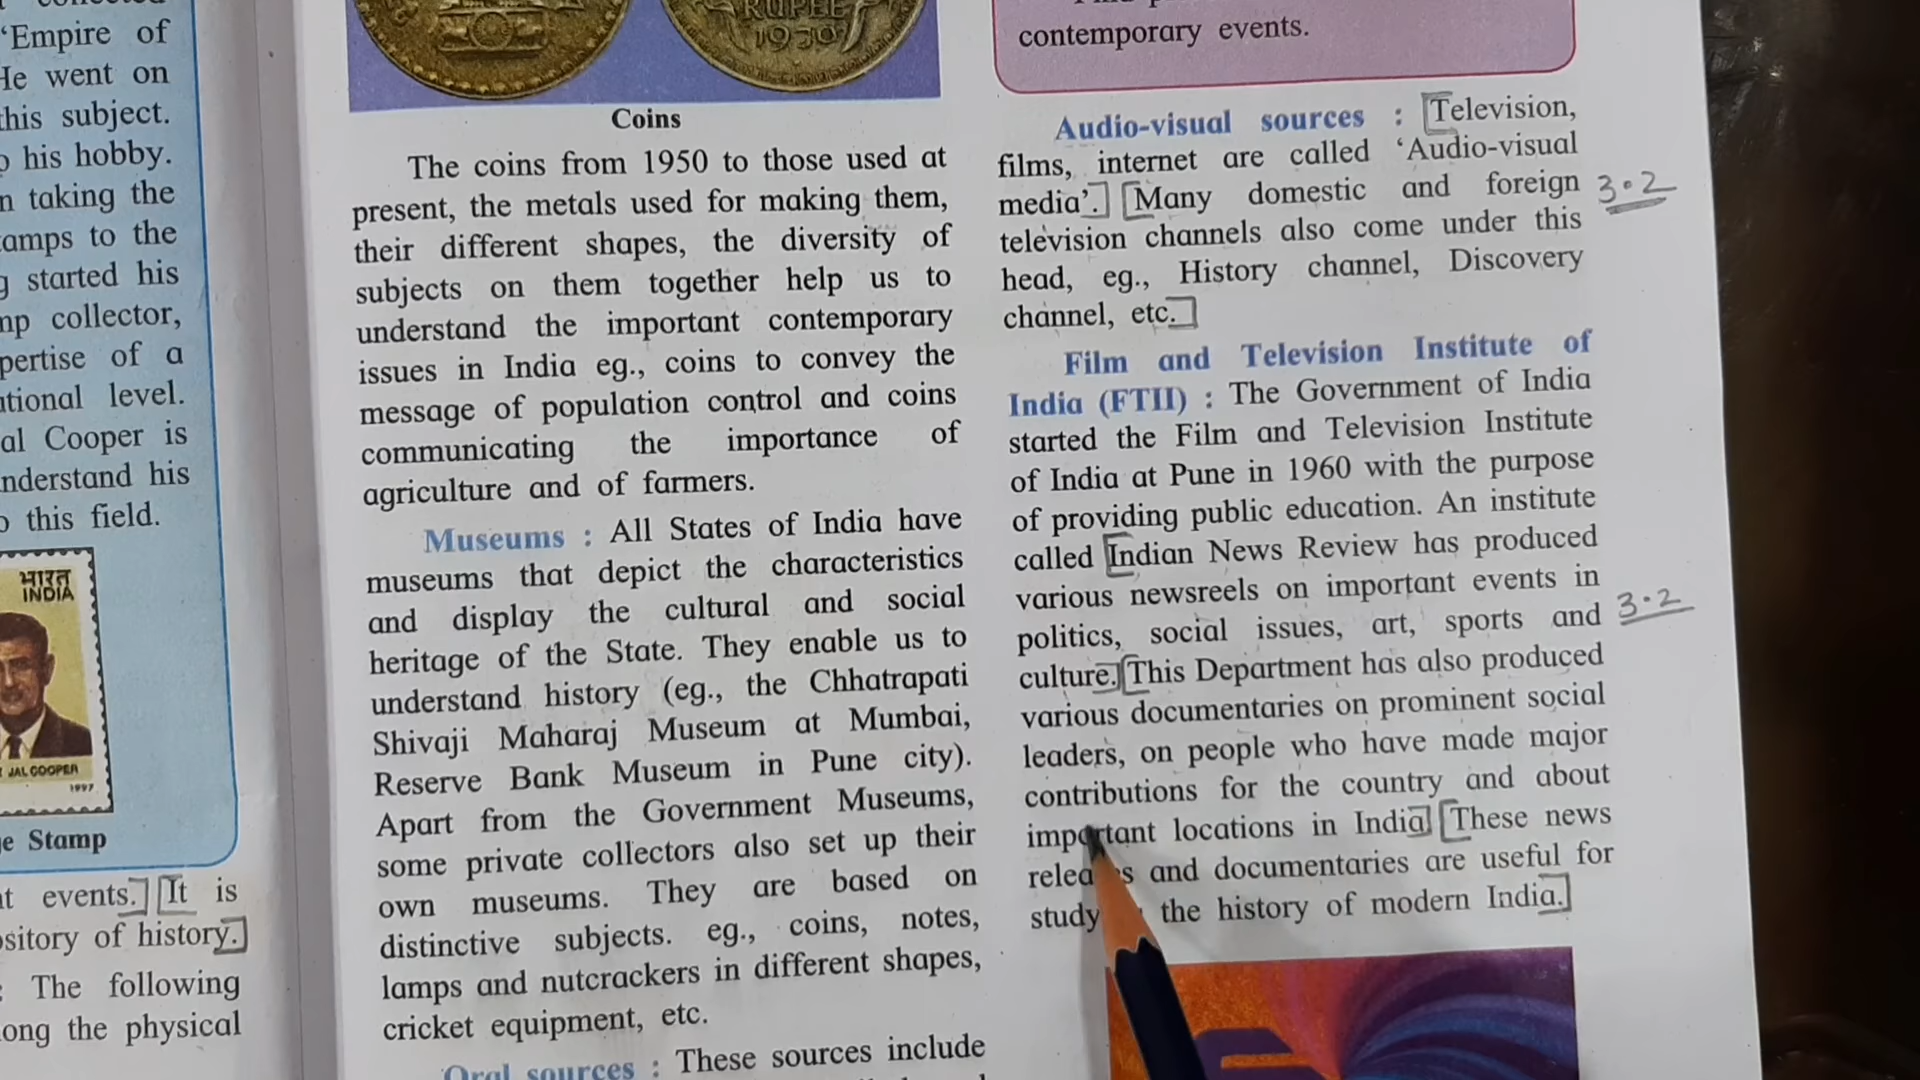 'Empire of
He went on
this subject.
his hobby.
taking the
amps to the
started his
collector,
pertise of a
ational level.
al Cooper is
nderstand his
this field.
भारत
INDIA
JAL COOPER
1997
e Stamp
t events. It is
ository of history.
: The following
ong the physical
RUPEE
1950
Coins
The coins from 1950 to those used at
present, the metals used for making them,
their different shapes, the diversity of
subjects on them together help us to
understand the important contemporary
issues in India eg., coins to convey the
message of population control and coins
communicating the importance of
agriculture and of farmers.
Museums : All States of India have
museums that depict the characteristics
and display the cultural and social
heritage of the State. They enable us to
understand history (eg., the Chhatrapati
Shivaji Maharaj Museum at Mumbai,
Reserve Bank Museum in Pune city).
Apart from the Government Museums,
some private collectors also set up their
own museums. They are based on
distinctive subjects. eg., coins, notes,
lamps and nutcrackers in different shapes,
cricket equipment, etc.
Oral sources : These sources include
contemporary events.
Audio-visual sources : Television,
films, internet are called 'Audio-visual
media'. Many domestic and foreign 3.2
television channels also come under this
head, eg., History channel, Discovery
channel, etc.
Film and Television Institute of
India (FTII) : The Government of India
started the Film and Television Institute
of India at Pune in 1960 with the purpose
of providing public education. An institute
called Indian News Review has produced
various newsreels on important events in
politics, social issues, art, sports and 3.2
culture. This Department has also produced
various documentaries on prominent social
leaders, on people who have made major
contributions for the country and about
important locations in India. These news
and documentaries are useful for
study the history of modern India.